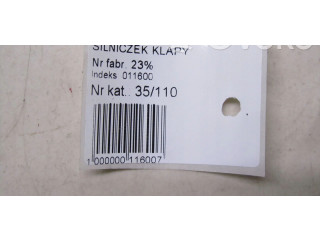 SILNICZEK KLAPY
Nr fabr. 23%
Indeks 011600
Nr kat.. 35/110
1 000000 116007